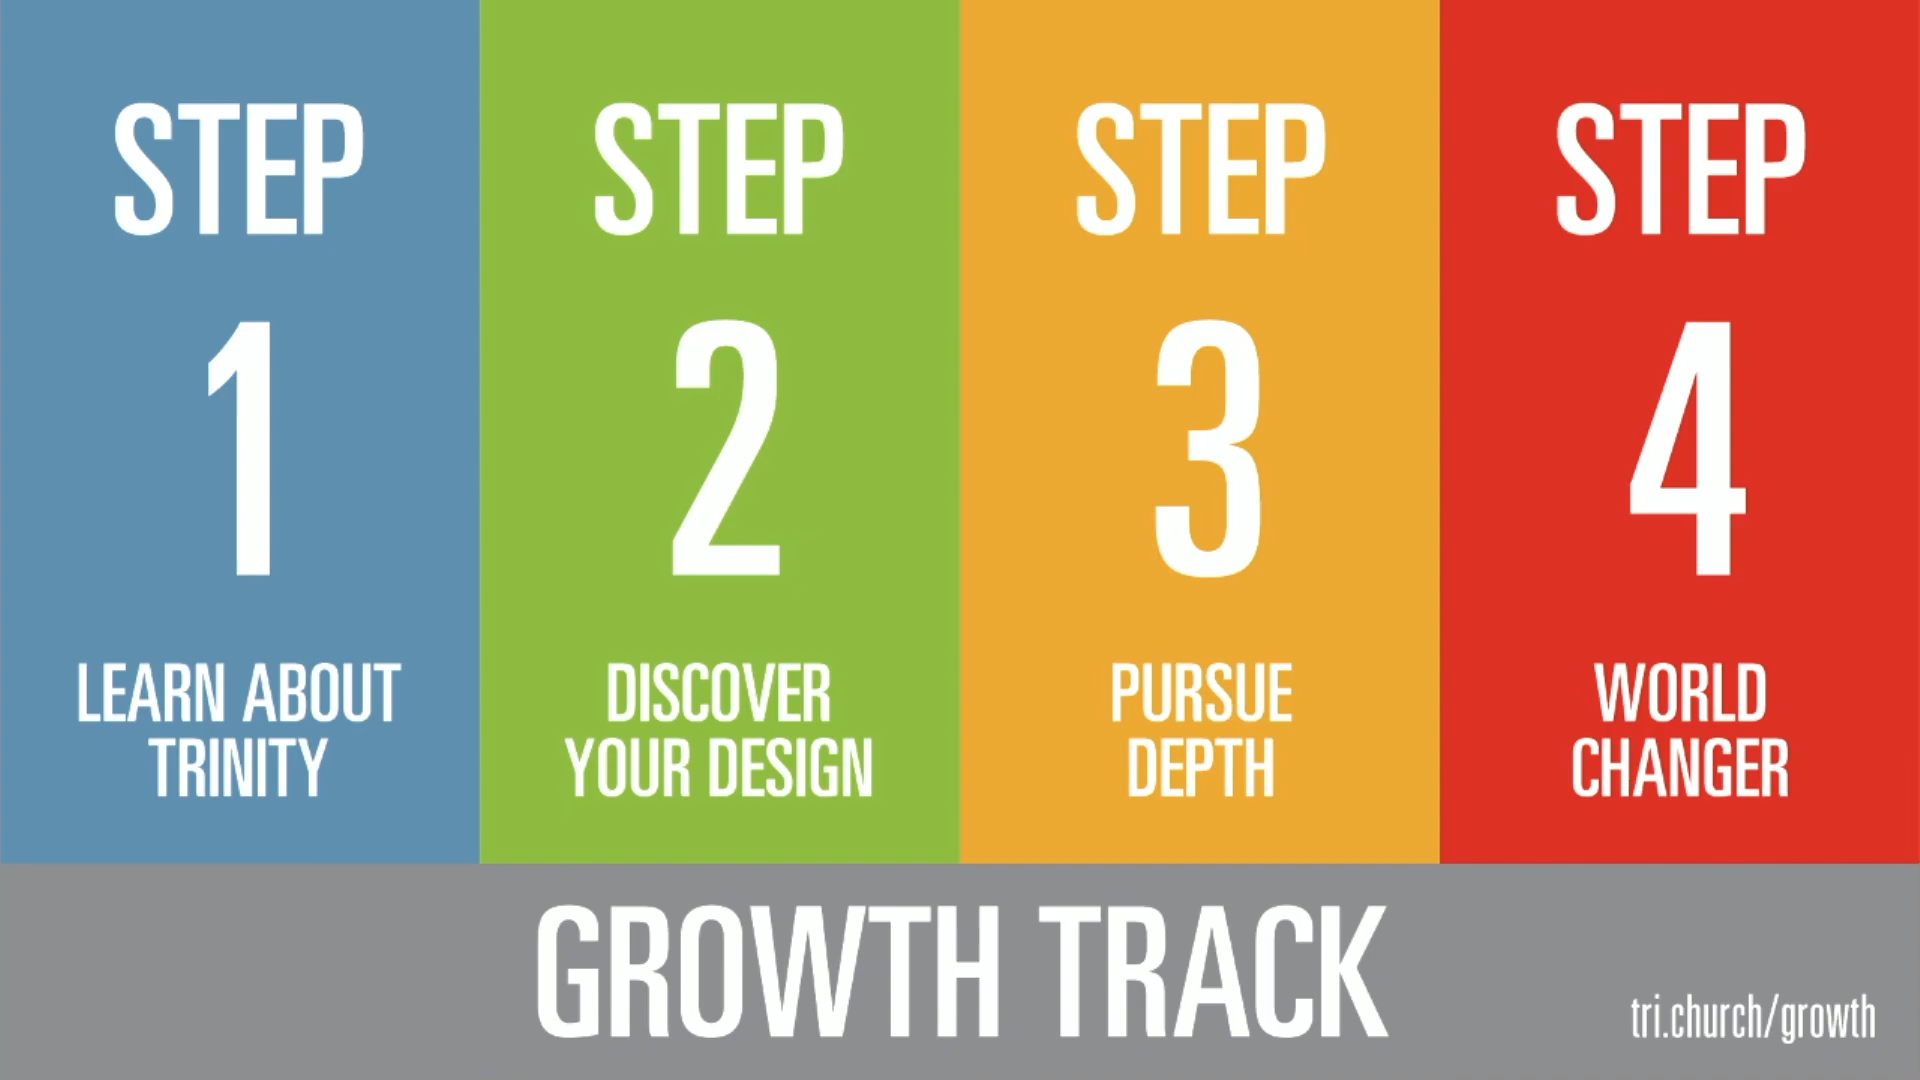 STEP
1
LEARN ABOUT
TRINITY
STEP
2
DISCOVER
YOUR DESIGN
STEP
3
PURSUE
DEPTH
STEP
4
WORLD
CHANGER
GROWTH TRACK
tri.church/growth